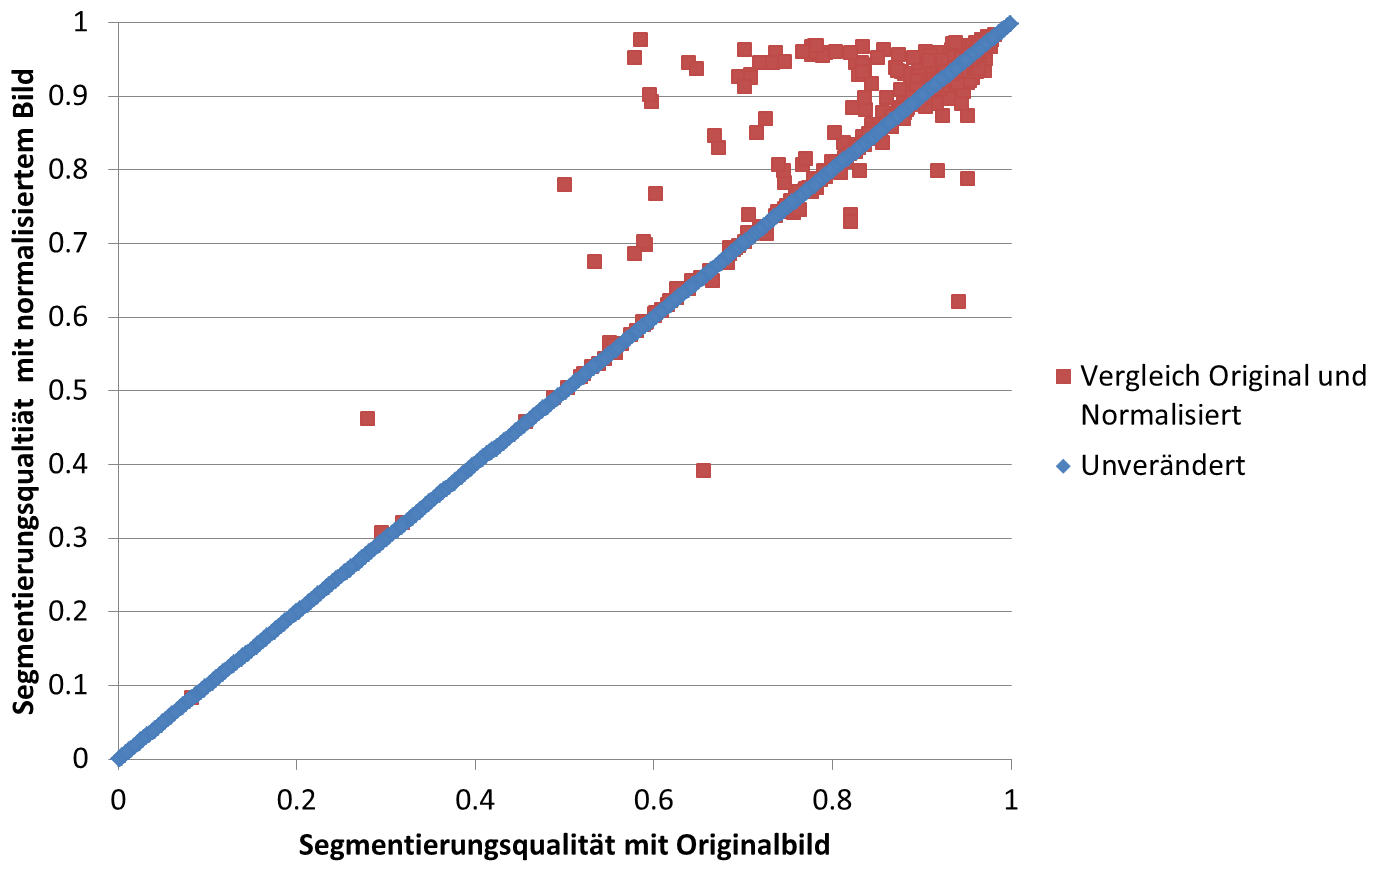 Segmentierungsqualtiät mit normalisiertem Bild
1
0.9
0.8
0.7
0.6
0.5
0.4
0.3
0.2
0.1
0
0 0.2 0.4 0.6 0.8 1
Segmentierungsqualität mit Originalbild
Vergleich Original und
Normalisiert
Unverändert